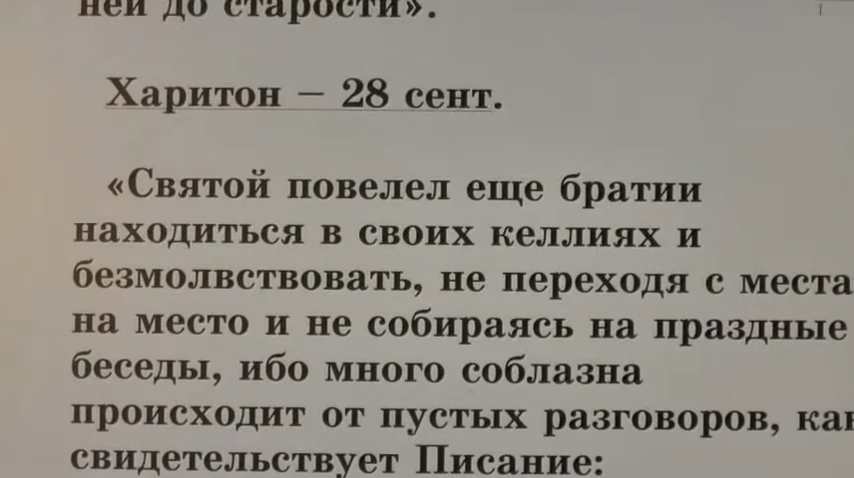 ней до старости».
Харитон – 28 сент.
«Святой повелел еще братии
находиться в своих келлиях и
безмолвствовать, не переходя с места
на место и не собираясь на праздные
беседы, ибо много соблазна
происходит от пустых разговоров, как
свидетельствует Писание: